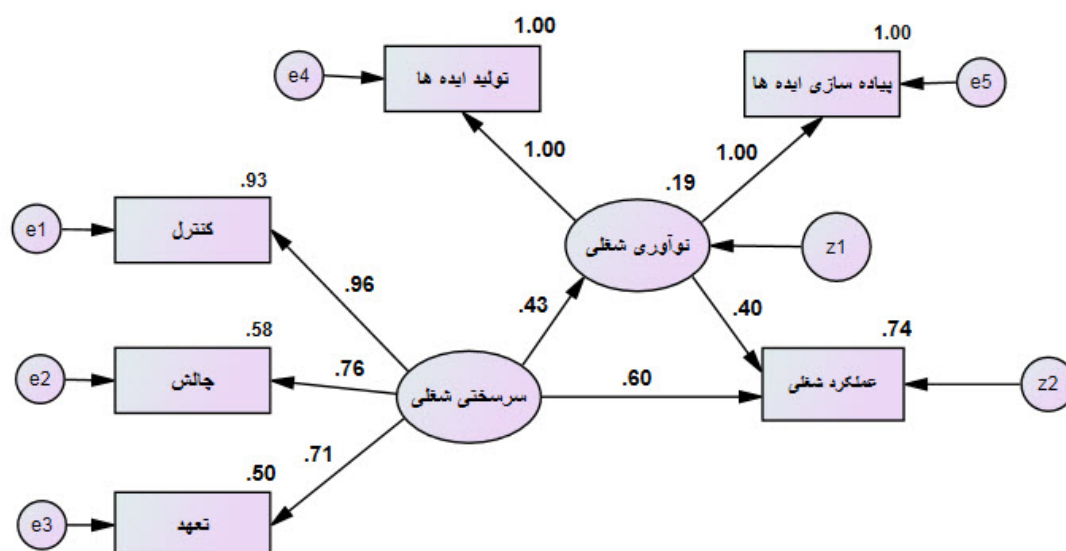 1.00
1.00
e4
تولید ایده ها
پیاده سازی ایده ها
e5
1.00
1.00
.93
.19
e1
کنترل
نوآوری شغلی
z1
.96
.43
.40
.58
.74
e2
چالش
.76
سرسختی شغلی
.60
عملکرد شغلی
z2
.71
.50
e3
تعهد